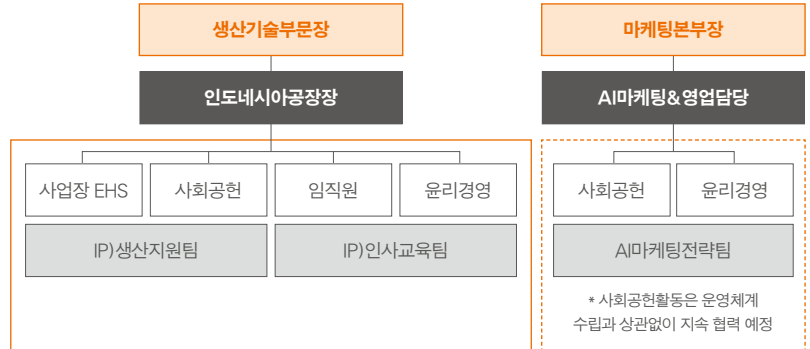 생산기술부문장
마케팅본부장
인도네시아공장장
AI마케팅&영업담당
사업장 EHS
사회공헌
임직원
윤리경영
사회공헌
윤리경영
IP)생산지원팀
IP)인사교육팀
AI마케팅전략팀
* 사회공헌활동은 운영체계
수립과 상관없이 지속 협력 예정